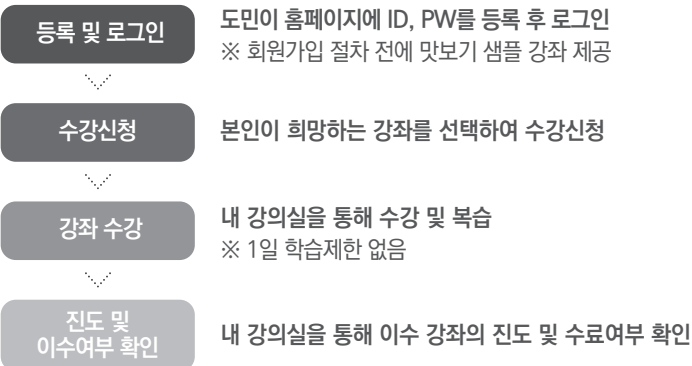 등록 및 로그인
도민이 홈페이지에 ID, PW를 등록 후 로그인
※ 회원가입 절차 전에 맛보기 샘플 강좌 제공
수강신청
본인이 희망하는 강좌를 선택하여 수강신청
강좌 수강
내 강의실을 통해 수강 및 복습
※ 1일 학습제한 없음
진도 및
이수여부 확인
내 강의실을 통해 이수 강좌의 진도 및 수료여부 확인